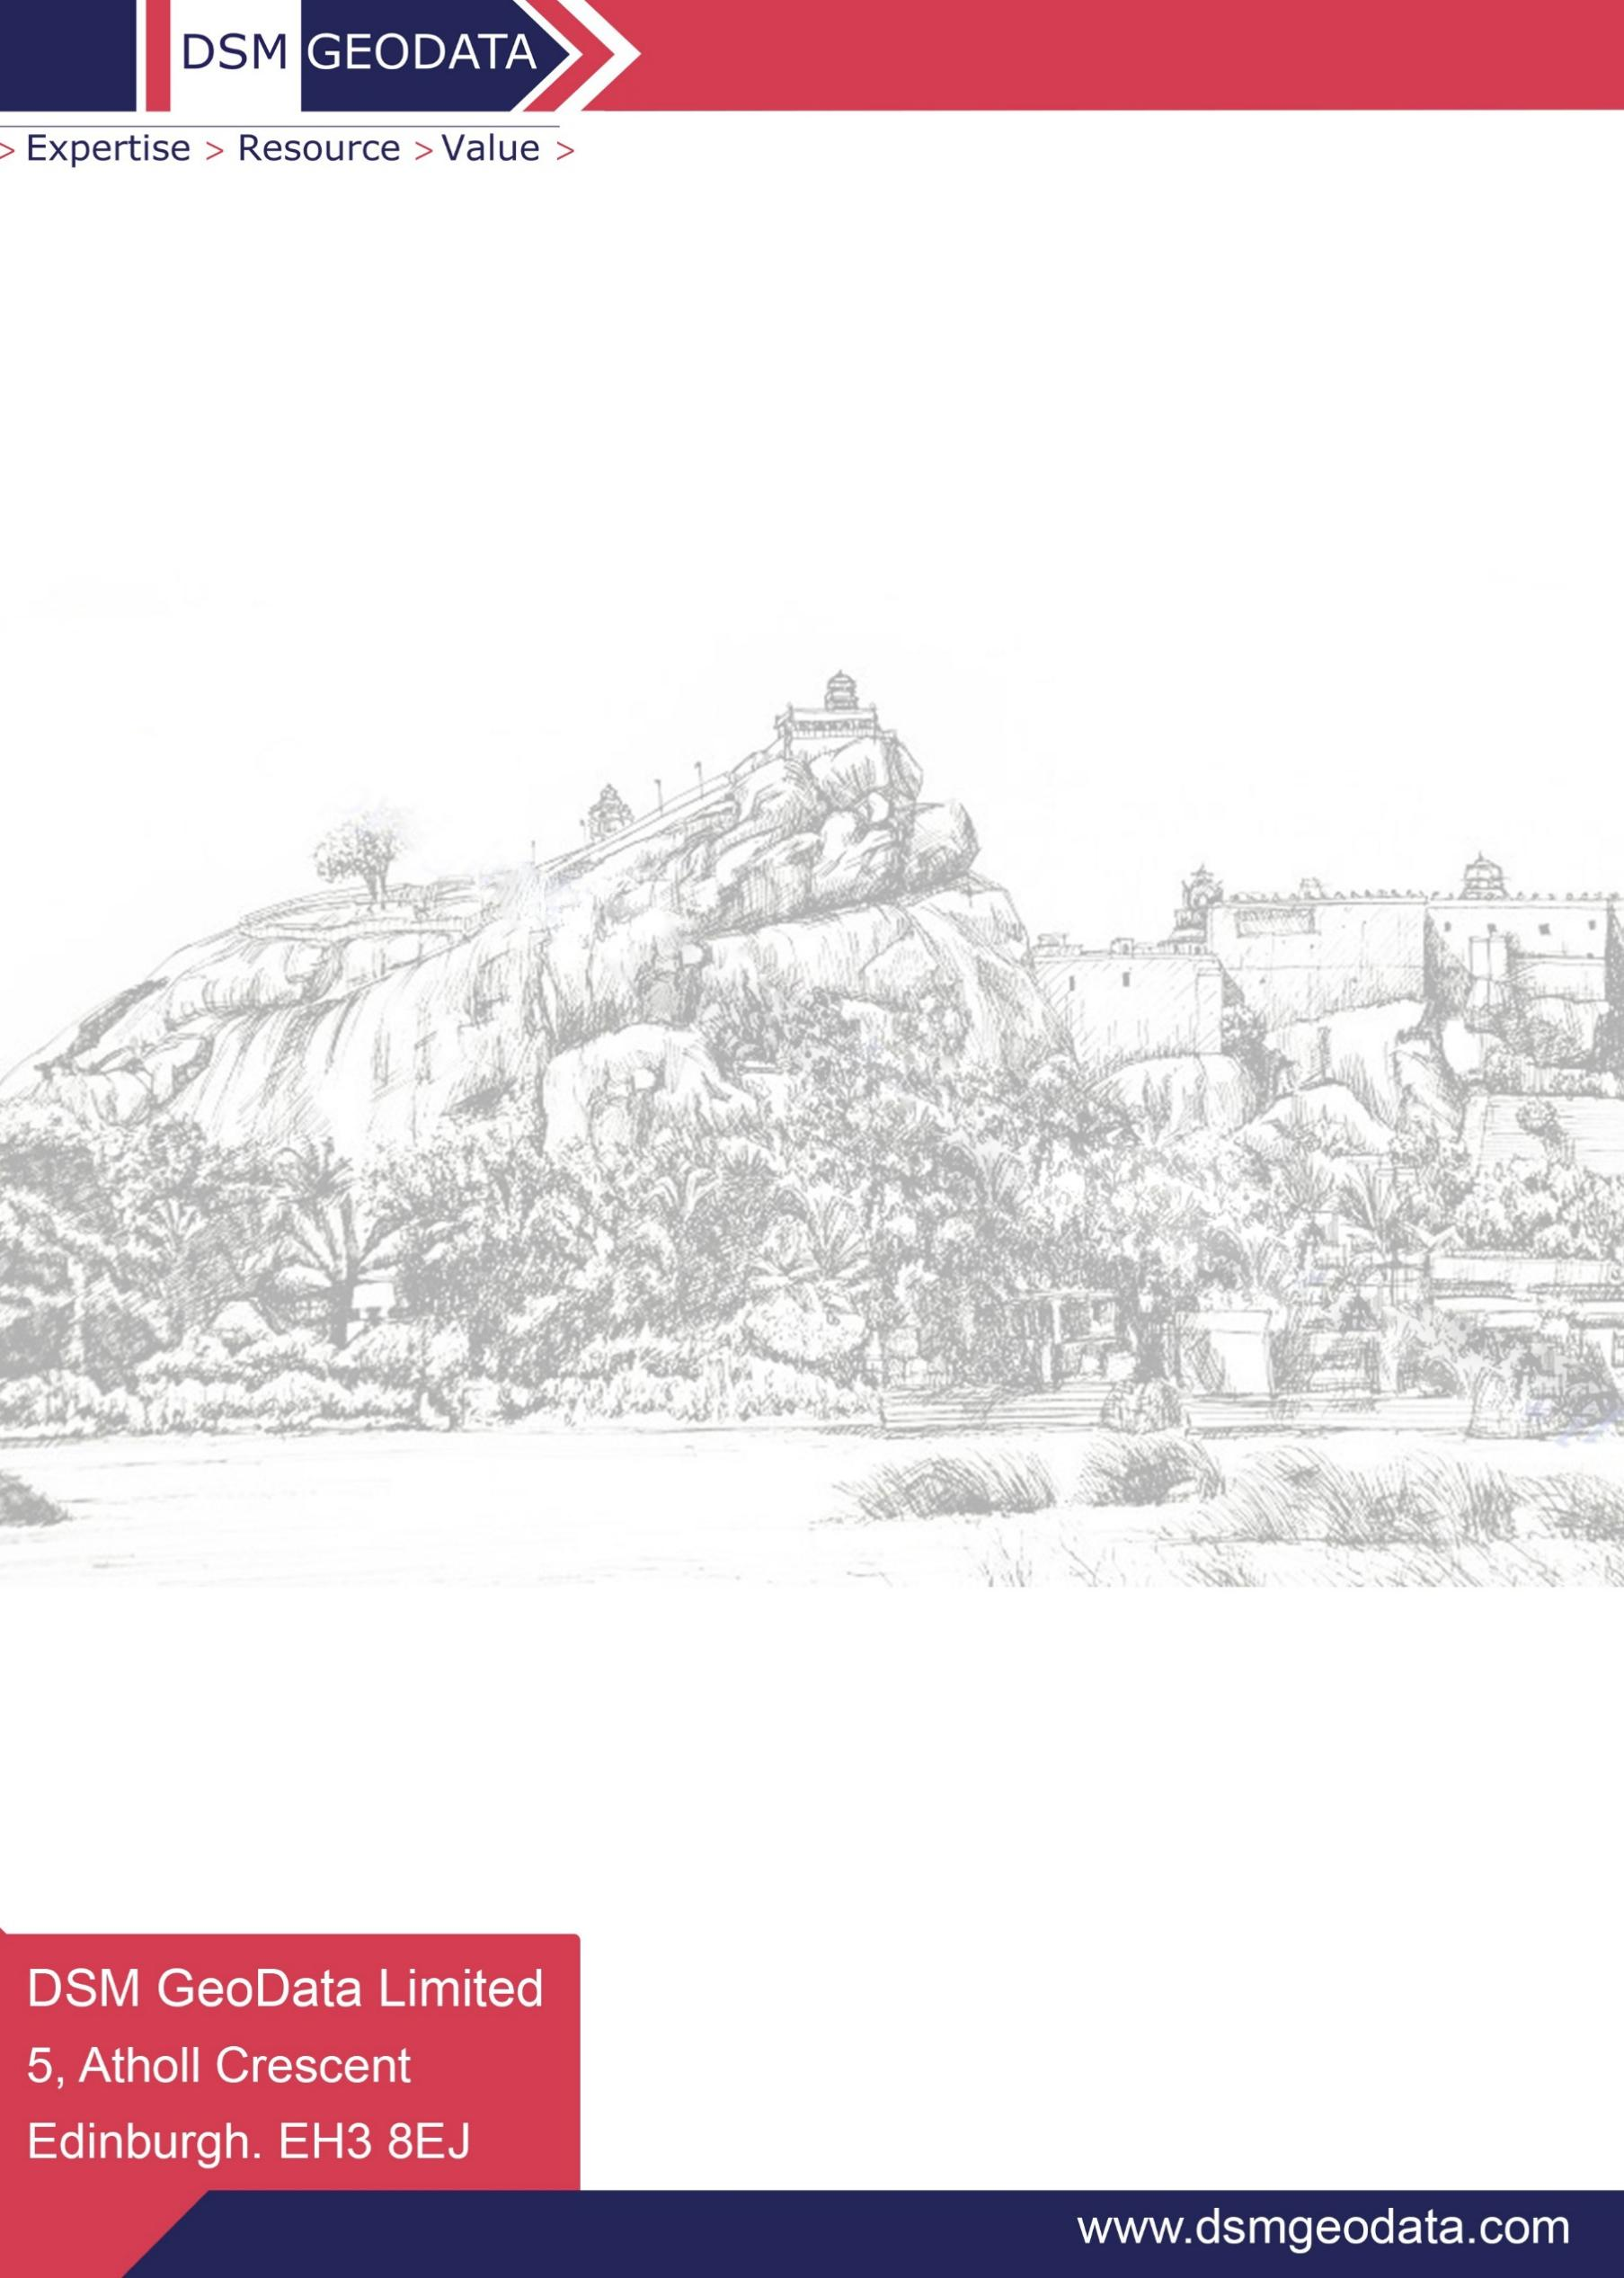 DSM GEODATA
> Expertise > Resource > Value >
DSM GeoData Limited
5, Atholl Crescent
Edinburgh. EH3 8EJ
www.dsmgeodata.com